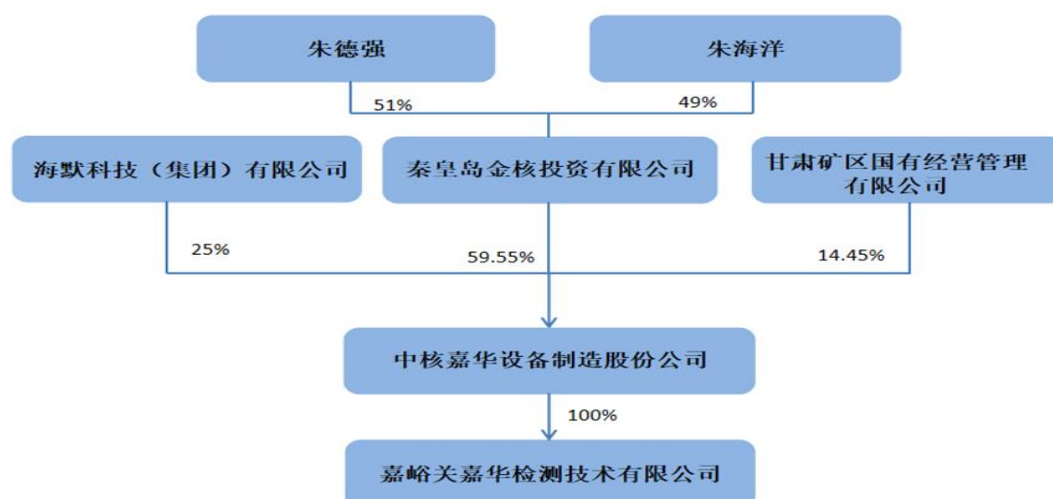 朱德强
朱海洋
51%
49%
海默科技（集团）有限公司
秦皇岛金核投资有限公司
甘肃矿区国有经营管理
有限公司
25%
59.55%
14.45%
中核嘉华设备制造股份公司
100%
嘉峪关嘉华检测技术有限公司